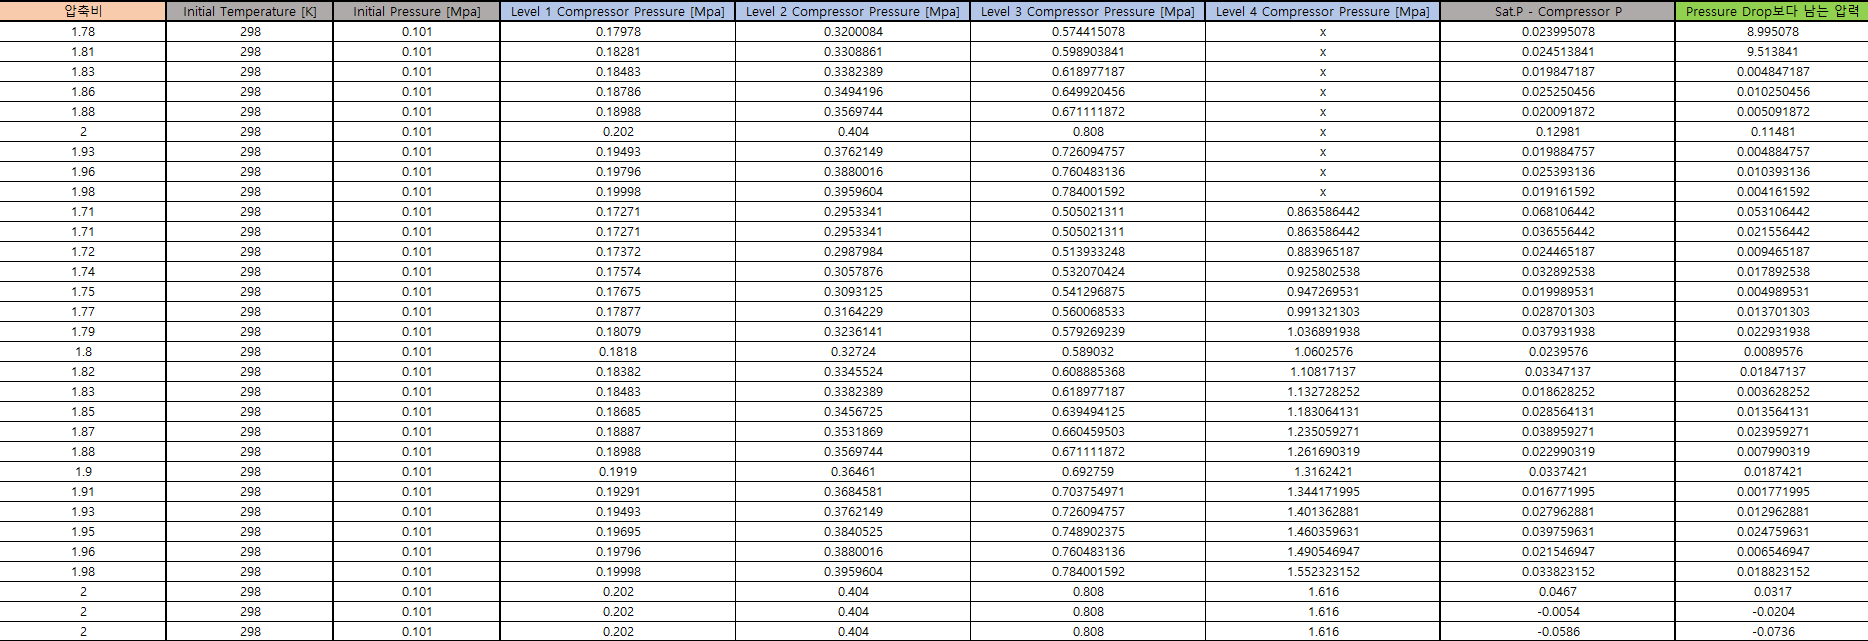 압축비 Initial Temperature [K] Initial Pressure [Mpa] Level 1 Compressor Pressure [Mpa] Level 2 Compressor Pressure [Mpa] Level 3 Compressor Pressure [Mpa] Level 4 Compressor Pressure [Mpa] Sat.P - Compressor P Pressure Drop보다 남는 압력
1.78 298 0.101 0.17978 0.3200084 0.574415078 x 0.023995078 8.995078
1.81 298 0.101 0.18281 0.3308861 0.598903841 x 0.024513841 9.513841
1.83 298 0.101 0.18483 0.3382389 0.618977187 x 0.019847187 0.004847187
1.86 298 0.101 0.18786 0.3494196 0.649920456 x 0.025250456 0.010250456
1.88 298 0.101 0.18988 0.3569744 0.671111872 x 0.020091872 0.005091872
2 298 0.101 0.202 0.404 0.808 x 0.12981 0.11481
1.93 298 0.101 0.19493 0.3762149 0.726094757 x 0.019884757 0.004884757
1.96 298 0.101 0.19796 0.3880016 0.760483136 x 0.025393136 0.010393136
1.98 298 0.101 0.19998 0.3959604 0.784001592 x 0.019161592 0.004161592
1.71 298 0.101 0.17271 0.2953341 0.505021311 0.863586442 0.068106442 0.053106442
1.71 298 0.101 0.17271 0.2953341 0.505021311 0.863586442 0.036556442 0.021556442
1.72 298 0.101 0.17372 0.2987984 0.513933248 0.883965187 0.024465187 0.009465187
1.74 298 0.101 0.17574 0.3057876 0.532070424 0.925802538 0.032892538 0.017892538
1.75 298 0.101 0.17675 0.3093125 0.541296875 0.947269531 0.019989531 0.004989531
1.77 298 0.101 0.17877 0.3164229 0.560068533 0.991321303 0.028701303 0.013701303
1.79 298 0.101 0.18079 0.3236141 0.579269239 1.036891938 0.037931938 0.022931938
1.8 298 0.101 0.1818 0.32724 0.589032 1.0602576 0.0239576 0.0089576
1.82 298 0.101 0.18382 0.3345524 0.608885368 1.10817137 0.03347137 0.01847137
1.83 298 0.101 0.18483 0.3382389 0.618977187 1.132728252 0.018628252 0.003628252
1.85 298 0.101 0.18685 0.3456725 0.639494125 1.183064131 0.028564131 0.013564131
1.87 298 0.101 0.18887 0.3531869 0.660459503 1.235059271 0.038959271 0.023959271
1.88 298 0.101 0.18988 0.3569744 0.671111872 1.261690319 0.022990319 0.007990319
1.9 298 0.101 0.1919 0.36461 0.692759 1.3162421 0.0337421 0.0187421
1.91 298 0.101 0.19291 0.3684581 0.703754971 1.344171995 0.016771995 0.001771995
1.93 298 0.101 0.19493 0.3762149 0.726094757 1.401362881 0.027962881 0.012962881
1.95 298 0.101 0.19695 0.3840525 0.748902375 1.460359631 0.039759631 0.024759631
1.96 298 0.101 0.19796 0.3880016 0.760483136 1.490546947 0.021546947 0.006546947
1.98 298 0.101 0.19998 0.3959604 0.784001592 1.552323152 0.033823152 0.018823152
2 298 0.101 0.202 0.404 0.808 1.616 0.0467 0.0317
2 298 0.101 0.202 0.404 0.808 1.616 -0.0054 -0.0204
2 298 0.101 0.202 0.404 0.808 1.616 -0.0586 -0.0736